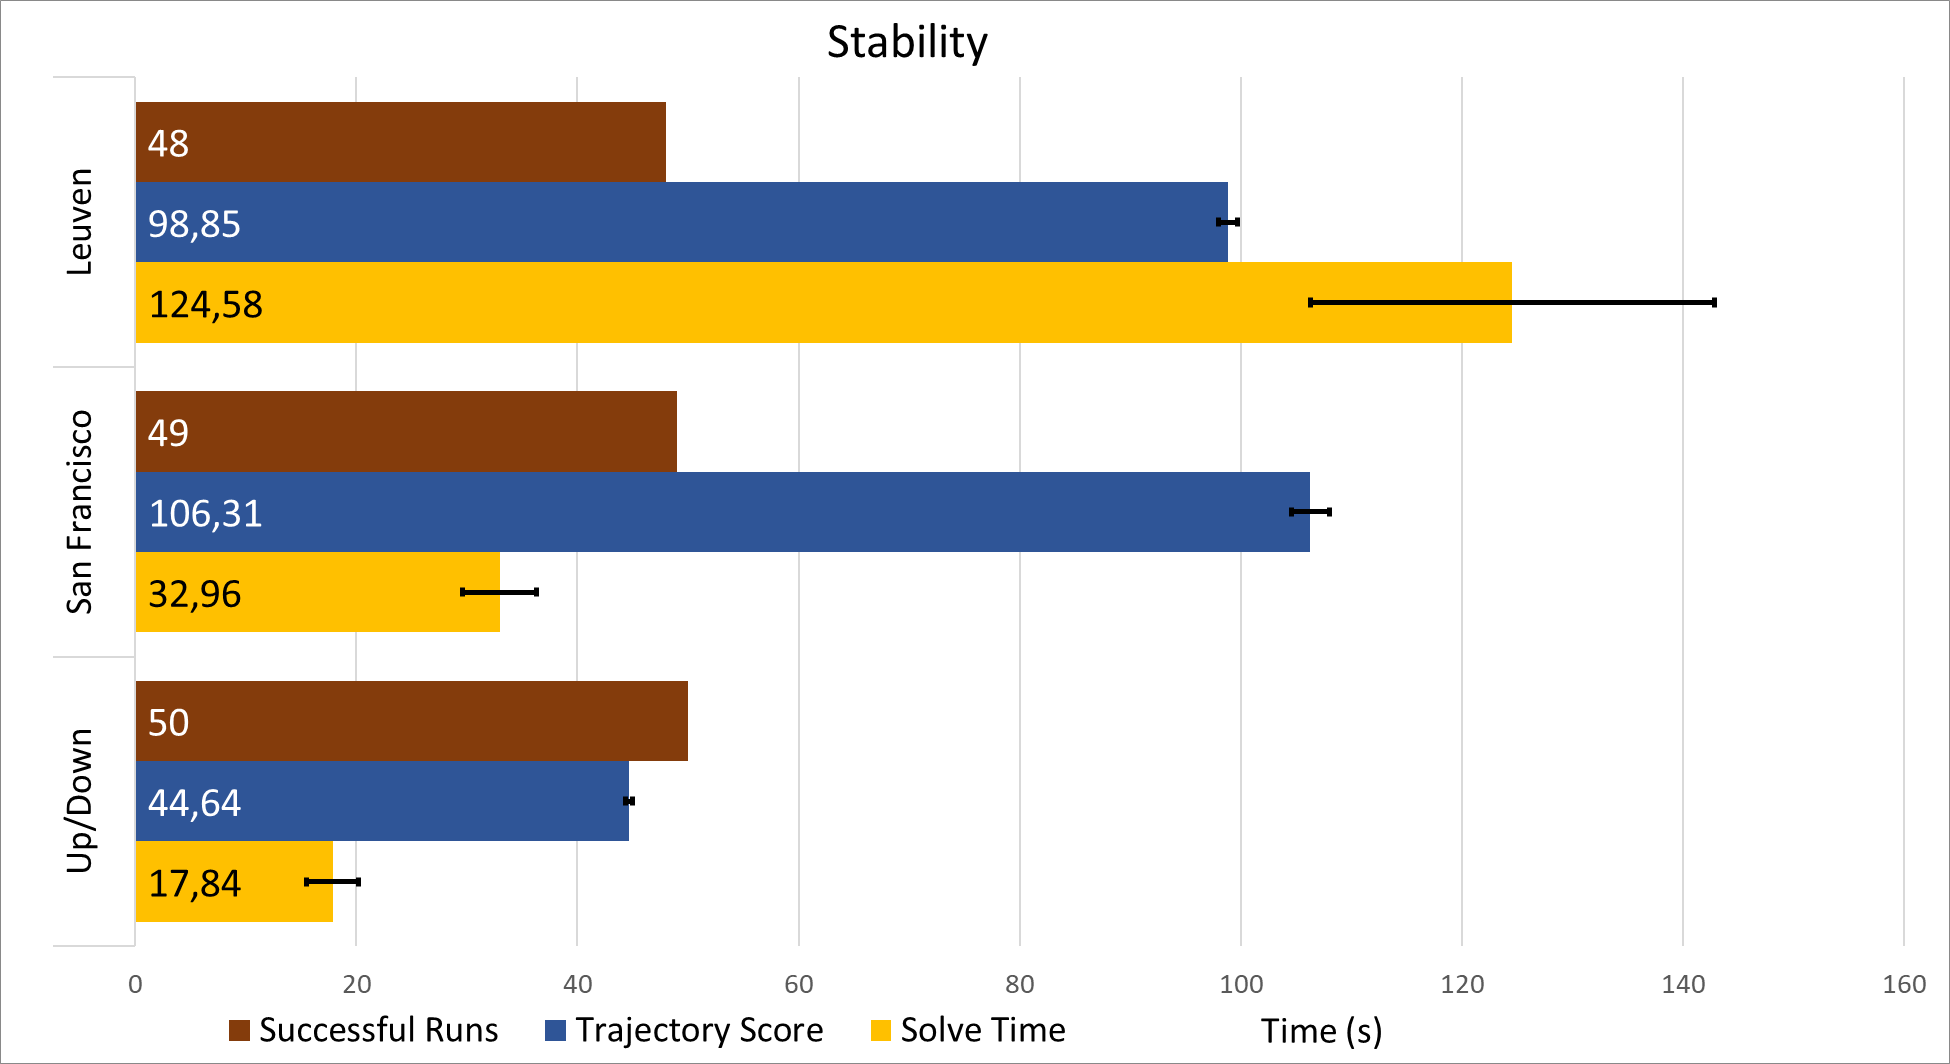 Stability
Leuven
48
98,85
124,58
San Francisco
49
106,31
32,96
Up/Down
50
44,64
17,84
0 20 40 60 80 100 120 140 160
Successful Runs Trajectory Score Solve Time Time (s)